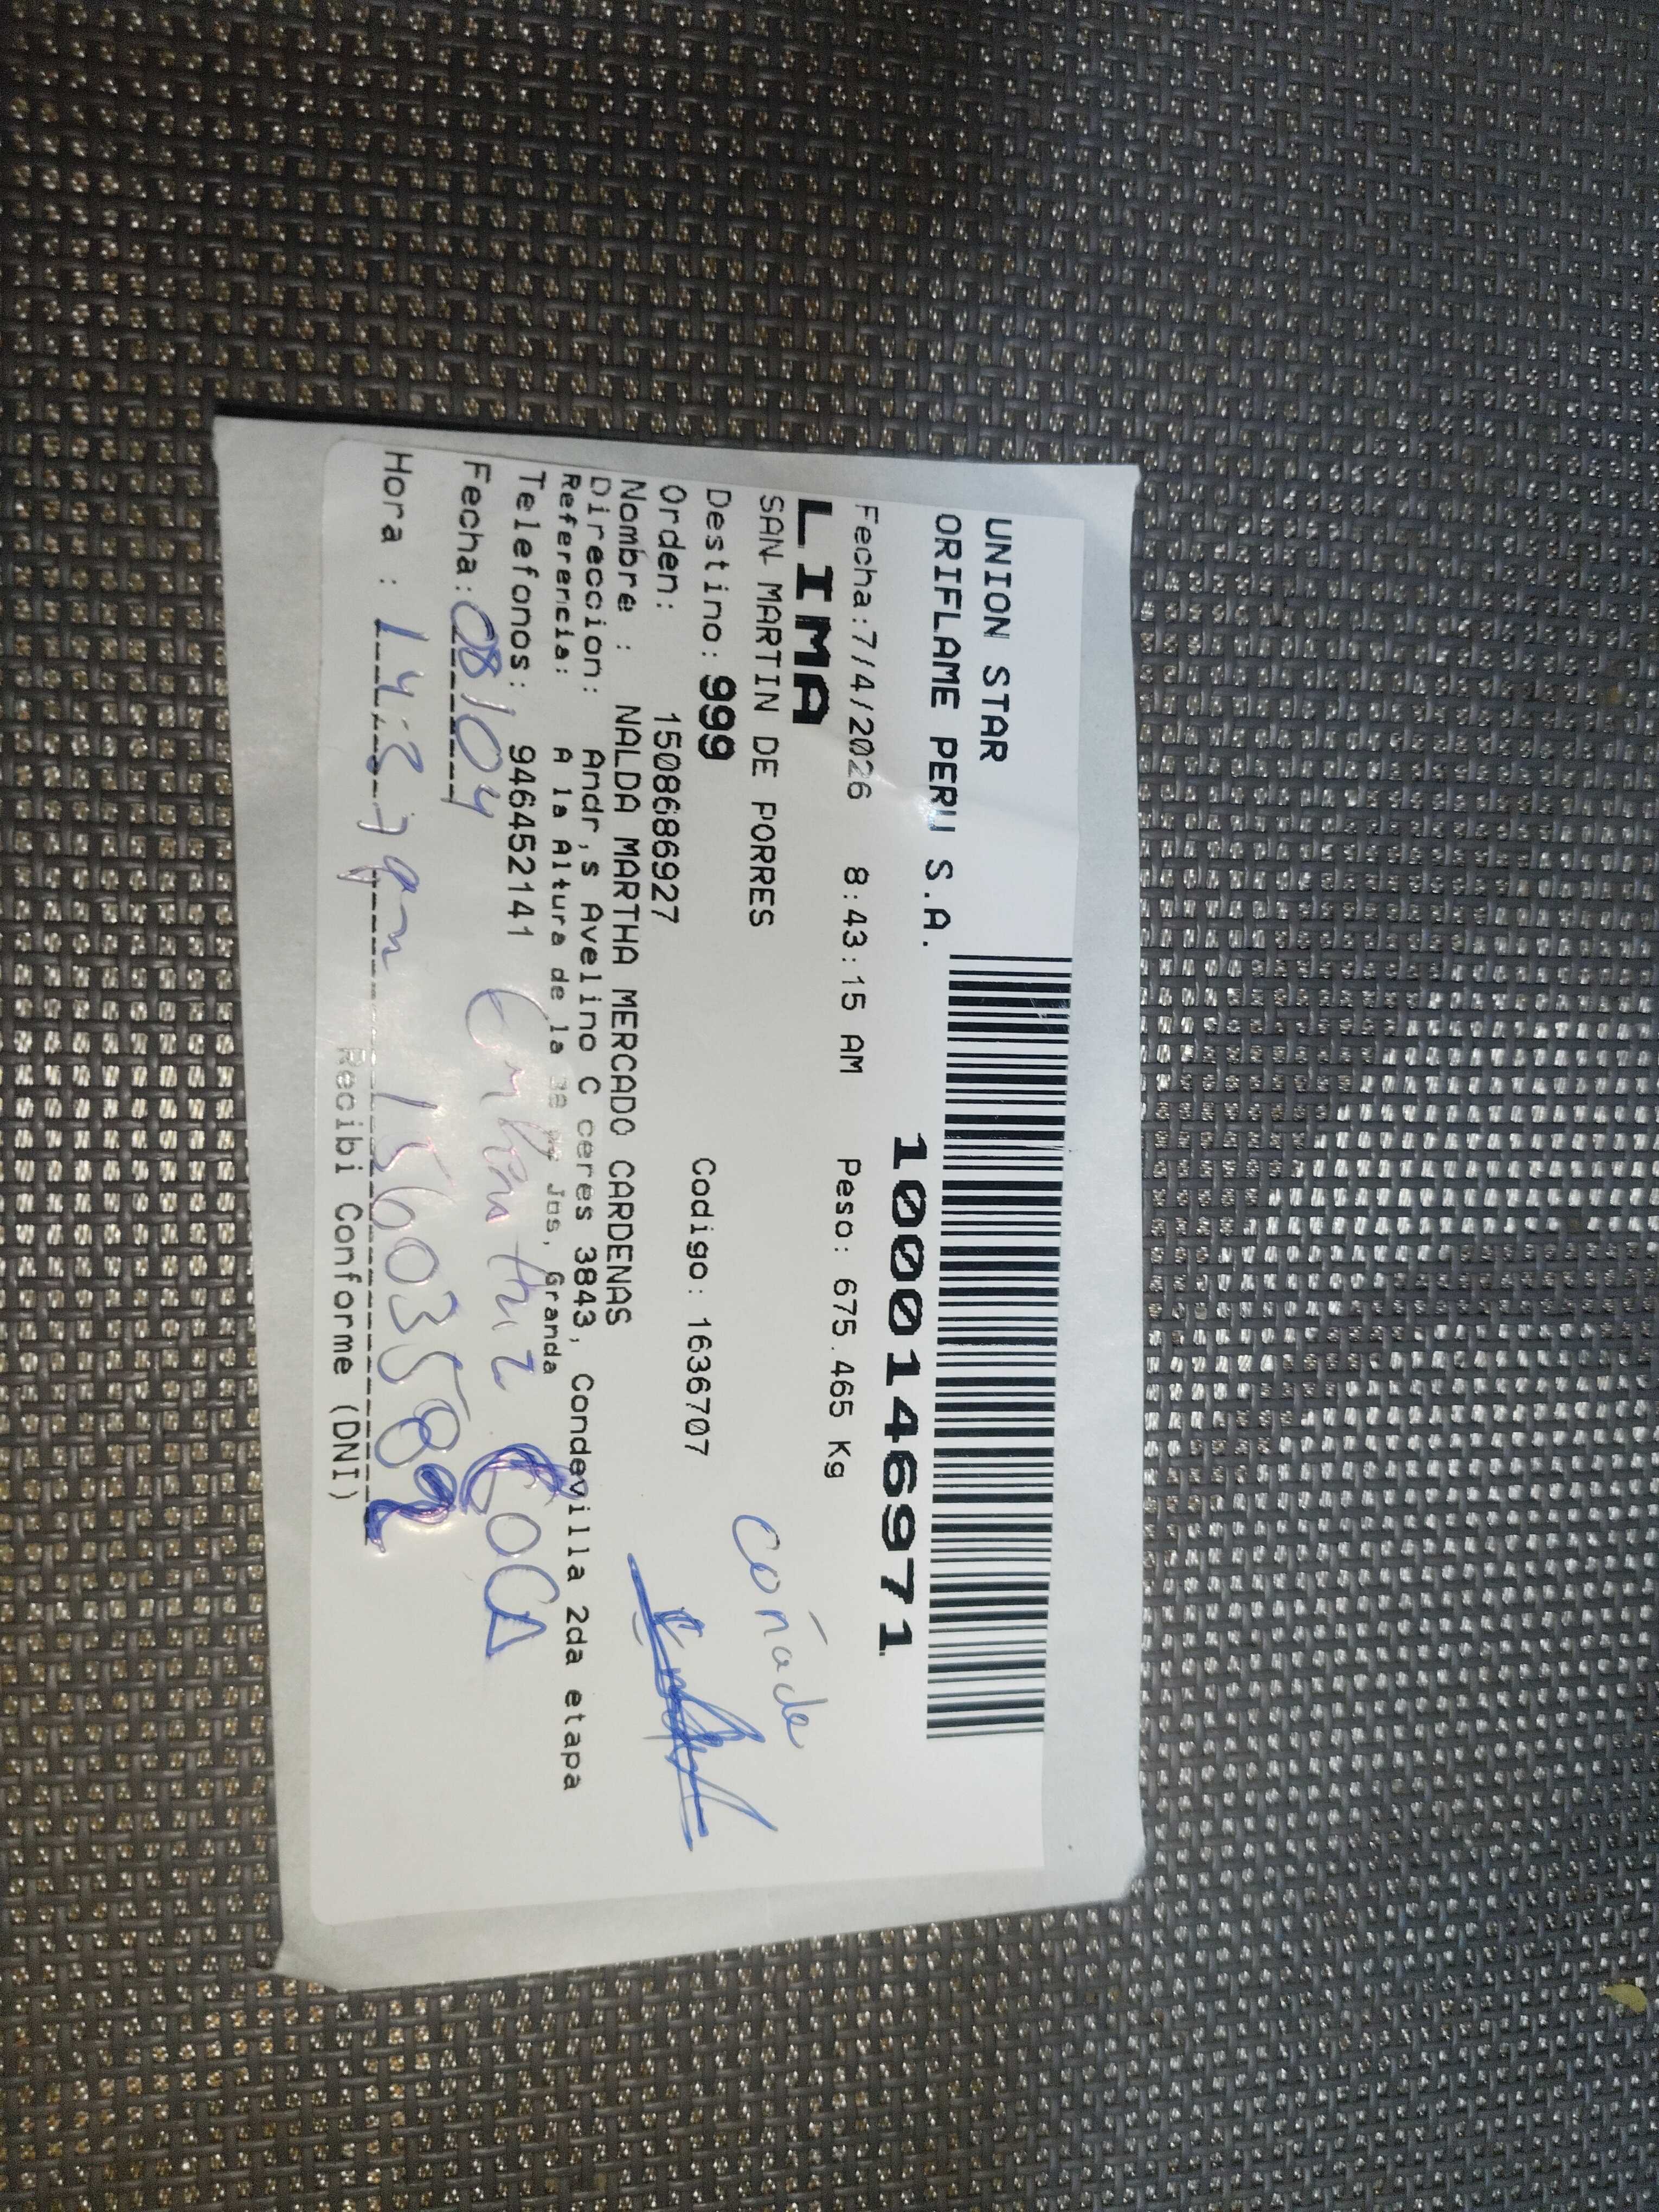 UNION STAR
ORIFLAME PERU S.A.
1000146971
Fecha:7/4/2026 8:43:15 AM Peso: 675.465 Kg
LIMA
SAN MARTIN DE PORRES
coñada
Destino: 999 Codigo: 1636707
Orden: 1508686927
Nombre : NALDA MARTHA MERCADO CARDENAS
Direccion: Andr,s Avelino C ceres 3843, Condevilla 2da etapa
Referencia: A la Altura de la Jos, Granda
Telefonos: 946452141
Fecha: 08/04 COCA
Hora : 14:37
Recibi Conforme (DNI)